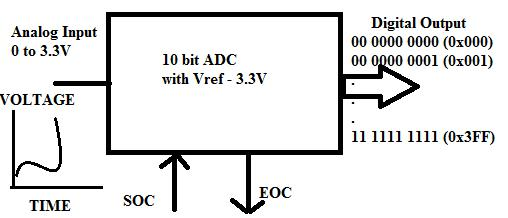 Analog Input
0 to 3.3V
VOLTAGE
TIME
10 bit ADC
with Vref - 3.3V
SOC
EOC
Digital Output
00 0000 0000 (0x000)
00 0000 0001 (0x001)
.
.
.
11 1111 1111 (0x3FF)